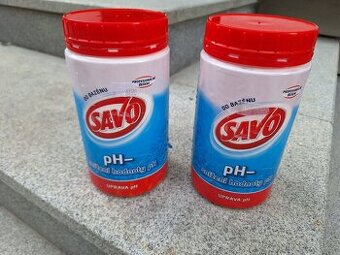 DO BAZÉNU
SAVO
pH–
snížení hodnoty pH
ÚPRAVA pH
DO BAZÉNU
SAVO
pH–
snížení hodnoty pH
ÚPRAVA pH